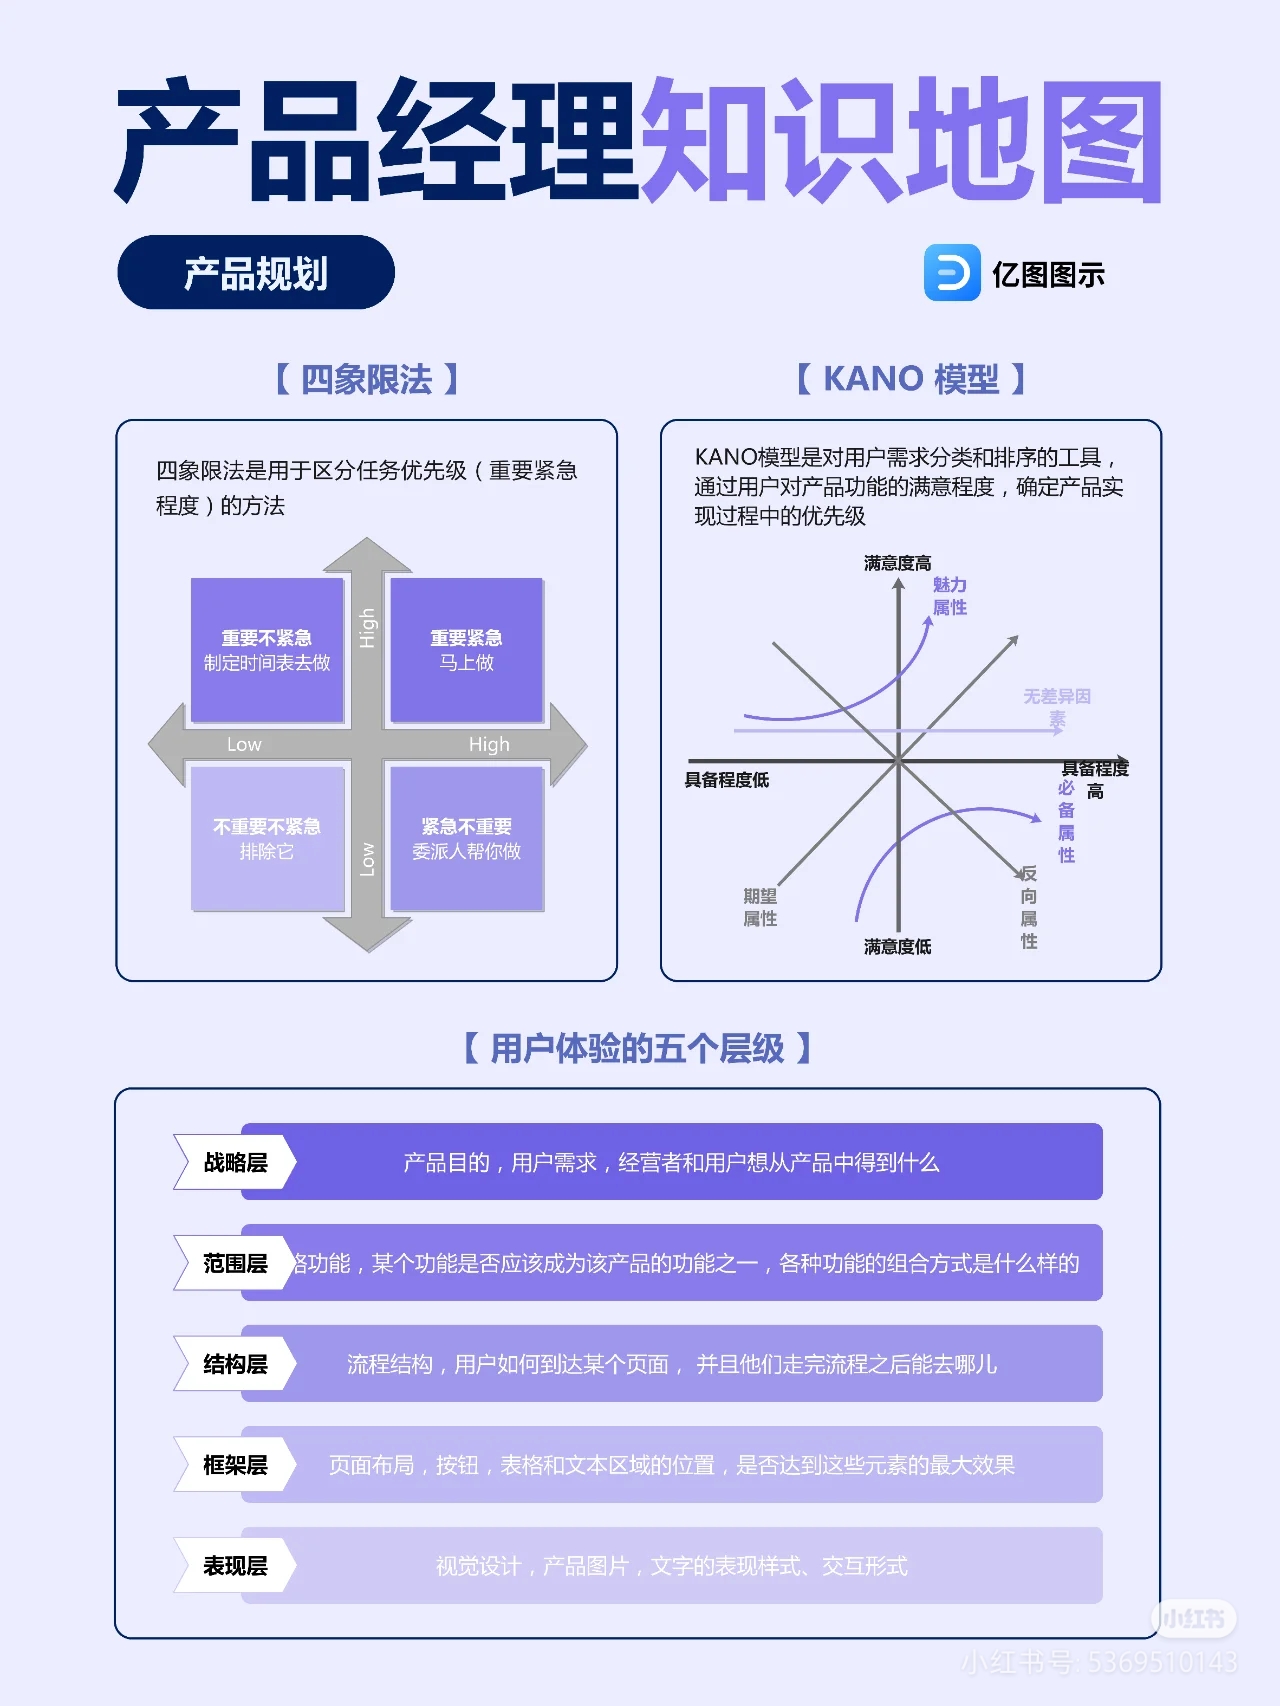 产品经理知识地图
产品规划
亿图图示
【 四象限法 】
四象限法是用于区分任务优先级（重要紧急
程度）的方法
High
重要不紧急
制定时间表去做
重要紧急
马上做
Low
High
不重要不紧急
排除它
Low
紧急不重要
委派人帮你做
【 KANO 模型 】
KANO模型是对用户需求分类和排序的工具，
通过用户对产品功能的满意程度，确定产品实
现过程中的优先级
满意度高
魅力
属性
无差异因
素
具备程度低
具备程度
高
必
备
属
性
期望
属性
反
向
属
性
满意度低
【 用户体验的五个层级 】
战略层
产品目的，用户需求，经营者和用户想从产品中得到什么
范围层
功能，某个功能是否应该成为该产品的功能之一，各种功能的组合方式是什么样的
结构层
流程结构，用户如何到达某个页面， 并且他们走完流程之后能去哪儿
框架层
页面布局，按钮，表格和文本区域的位置，是否达到这些元素的最大效果
表现层
视觉设计，产品图片，文字的表现样式、交互形式
小红书
小红书号: 5369510143